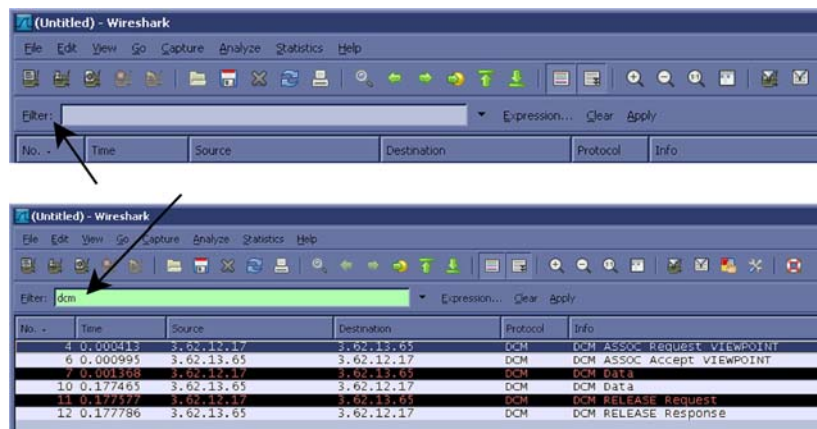 (Untitled) - Wireshark
File Edit View Go Capture Analyze Statistics Help
Filter: Expression... Clear Apply
No. - Time Source Destination Protocol Info
(Untitled) - Wireshark
File Edit View Go Capture Analyze Statistics Help
Filter: dcm Expression... Clear Apply
No. - Time Source Destination Protocol Info
4 0.000413 3.62.12.17 3.62.13.65 DCM DCM ASSOC Request VIEWPOINT
6 0.000995 3.62.13.65 3.62.12.17 DCM DCM ASSOC Accept VIEWPOINT
7 0.001368 3.62.12.17 3.62.13.65 DCM DCM Data
10 0.177465 3.62.13.65 3.62.12.17 DCM DCM Data
11 0.177577 3.62.12.17 3.62.13.65 DCM DCM RELEASE Request
12 0.177786 3.62.13.65 3.62.12.17 DCM DCM RELEASE Response